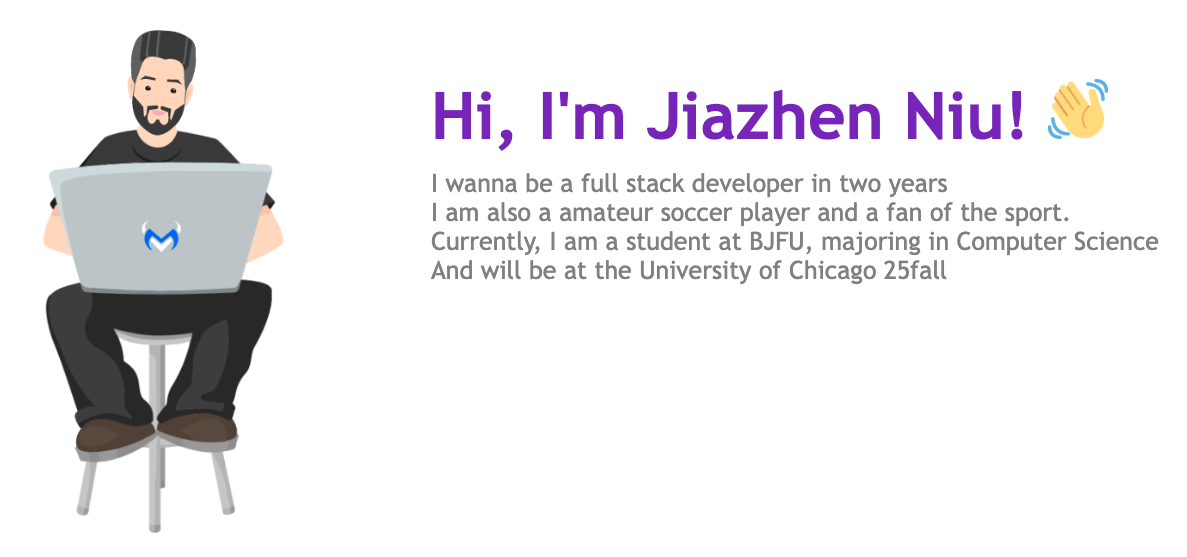 Hi, I'm Jiazhen Niu! 👋
I wanna be a full stack developer in two years
I am also a amateur soccer player and a fan of the sport.
Currently, I am a student at BJFU, majoring in Computer Science
And will be at the University of Chicago 25fall